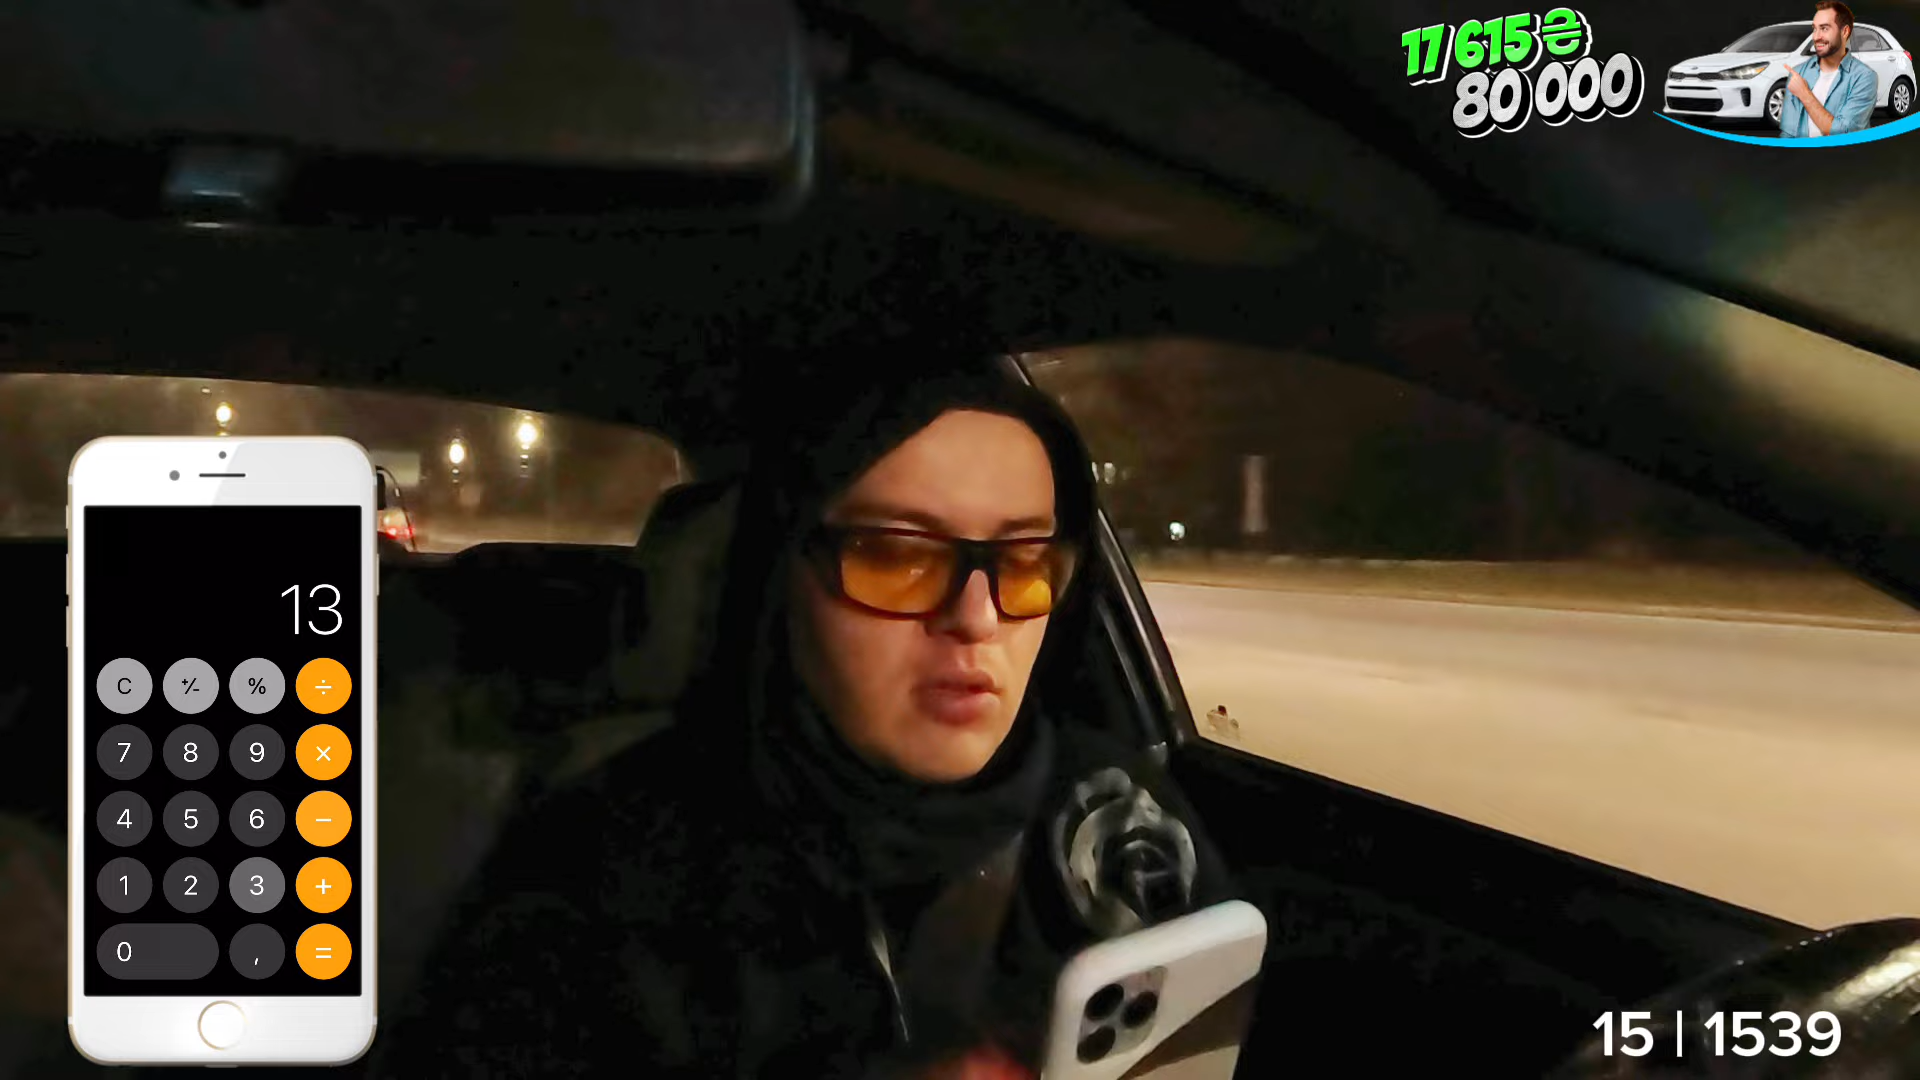 17 615 ₴
80 000
13
C +/- % ÷
7 8 9 ×
4 5 6 −
1 2 3 +
0 , =
15 | 1539